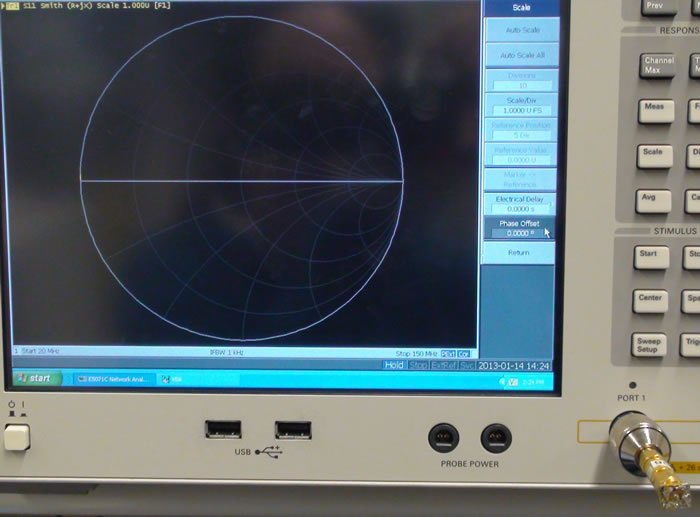 Tr1 S11 Smith (R+jX) Scale 1.000U [F1]
Scale
Auto Scale
Auto Scale All
Divisions
10
Scale/Div
1.0000 U FS
Reference Position
5 Div
Reference Value
0.0000 U
Marker ->
Reference
Electrical Delay
0.0000 s
Phase Offset
0.0000 °
Return
1 Start 20 MHz
IFBW 1 kHz
Stop 150 MHz
Cor
Hold
Stop
ExtRef
Svc
2013-01-14 14:24
start
E5071C Network Anal...
VBA
2:24 PM
Prev
RESPON
Channel
Max
Meas
Scale
Avg
STIMULUS
Start
Center
Sweep
Setup
PORT 1
USB
PROBE POWER
+ 26